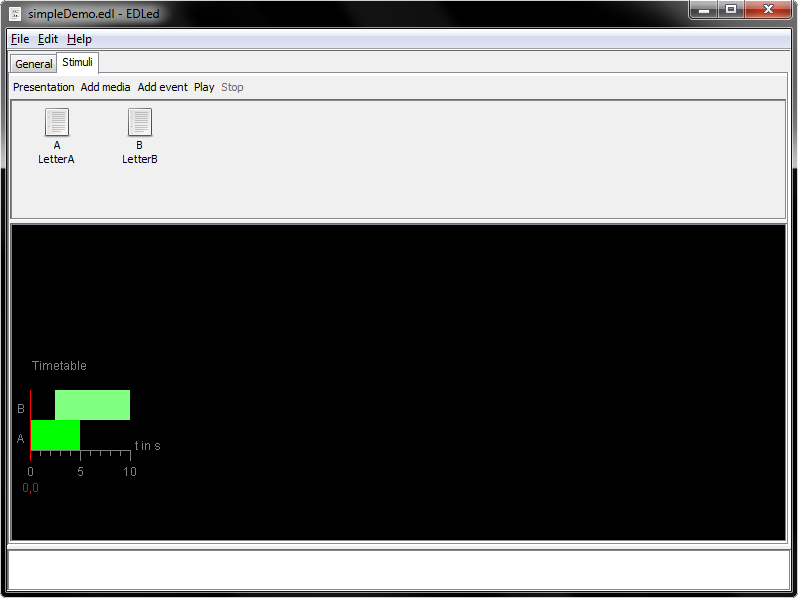 simpleDemo.edl - EDLed
File Edit Help
General Stimuli
Presentation Add media Add event Play Stop
A B
LetterA LetterB
Timetable
B
A
t in s
0 5 10
0,0